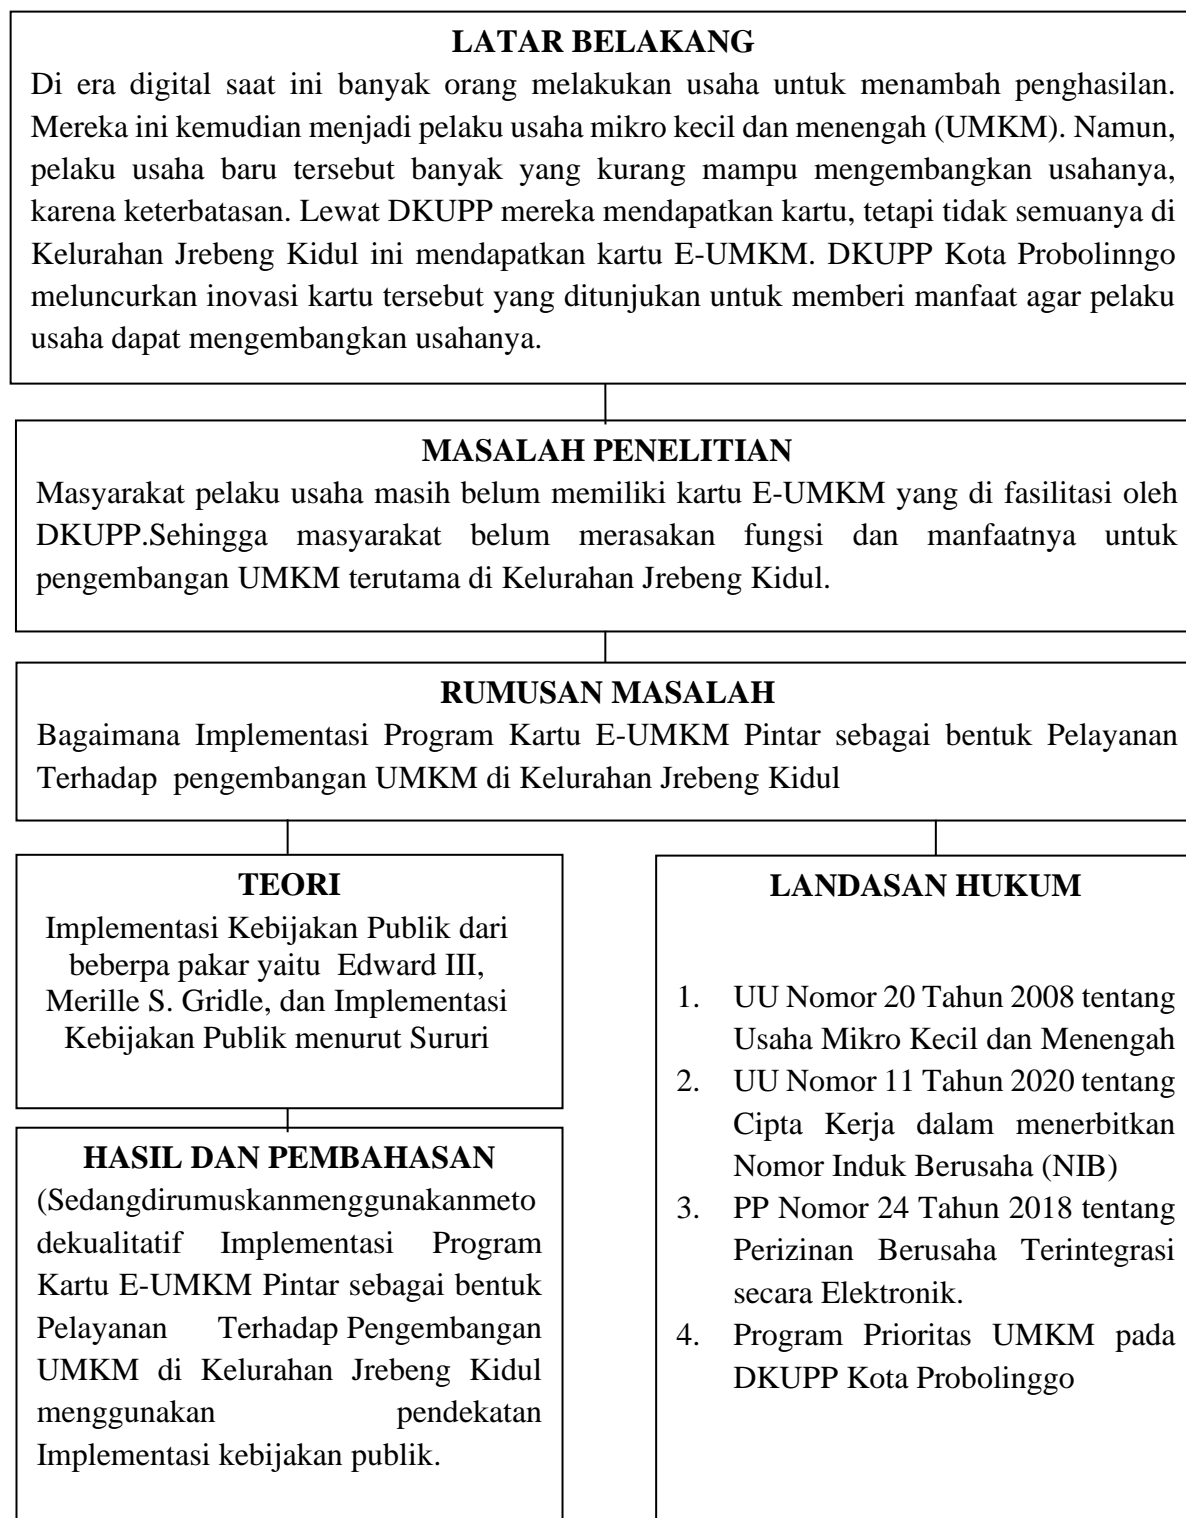 LATAR BELAKANG
Di era digital saat ini banyak orang melakukan usaha untuk menambah penghasilan.
Mereka ini kemudian menjadi pelaku usaha mikro kecil dan menengah (UMKM). Namun,
pelaku usaha baru tersebut banyak yang kurang mampu mengembangkan usahanya,
karena keterbatasan. Lewat DKUPP mereka mendapatkan kartu, tetapi tidak semuanya di
Kelurahan Jrebeng Kidul ini mendapatkan kartu E-UMKM. DKUPP Kota Probolinngo
meluncurkan inovasi kartu tersebut yang ditunjukan untuk memberi manfaat agar pelaku
usaha dapat mengembangkan usahanya.
MASALAH PENELITIAN
Masyarakat pelaku usaha masih belum memiliki kartu E-UMKM yang di fasilitasi oleh
DKUPP.Sehingga masyarakat belum merasakan fungsi dan manfaatnya untuk
pengembangan UMKM terutama di Kelurahan Jrebeng Kidul.
RUMUSAN MASALAH
Bagaimana Implementasi Program Kartu E-UMKM Pintar sebagai bentuk Pelayanan
Terhadap pengembangan UMKM di Kelurahan Jrebeng Kidul
TEORI
Implementasi Kebijakan Publik dari
beberpa pakar yaitu Edward III,
Merille S. Gridle, dan Implementasi
Kebijakan Publik menurut Sururi
HASIL DAN PEMBAHASAN
(Sedangdirumuskanmenggunakanmeto
dekualitatif Implementasi Program
Kartu E-UMKM Pintar sebagai bentuk
Pelayanan Terhadap Pengembangan
UMKM di Kelurahan Jrebeng Kidul
menggunakan pendekatan
Implementasi kebijakan publik.
LANDASAN HUKUM
1. UU Nomor 20 Tahun 2008 tentang
Usaha Mikro Kecil dan Menengah
2. UU Nomor 11 Tahun 2020 tentang
Cipta Kerja dalam menerbitkan
Nomor Induk Berusaha (NIB)
3. PP Nomor 24 Tahun 2018 tentang
Perizinan Berusaha Terintegrasi
secara Elektronik.
4. Program Prioritas UMKM pada
DKUPP Kota Probolinggo